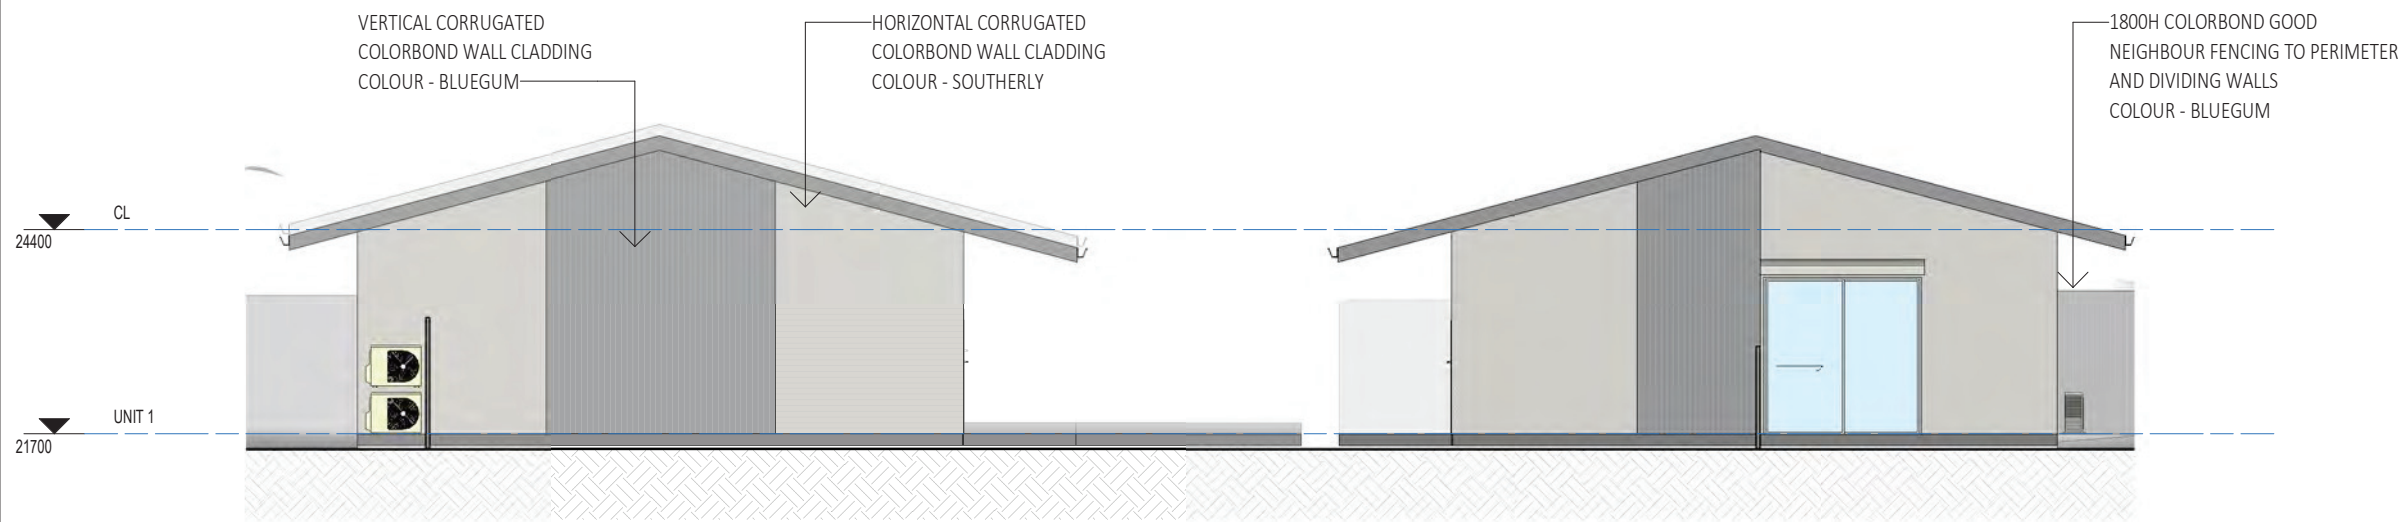 VERTICAL CORRUGATED
COLORBOND WALL CLADDING
COLOUR - BLUEGUM
HORIZONTAL CORRUGATED
COLORBOND WALL CLADDING
COLOUR - SOUTHERLY
1800H COLORBOND GOOD
NEIGHBOUR FENCING TO PERIMETER
AND DIVIDING WALLS
COLOUR - BLUEGUM
CL
24400
UNIT 1
21700